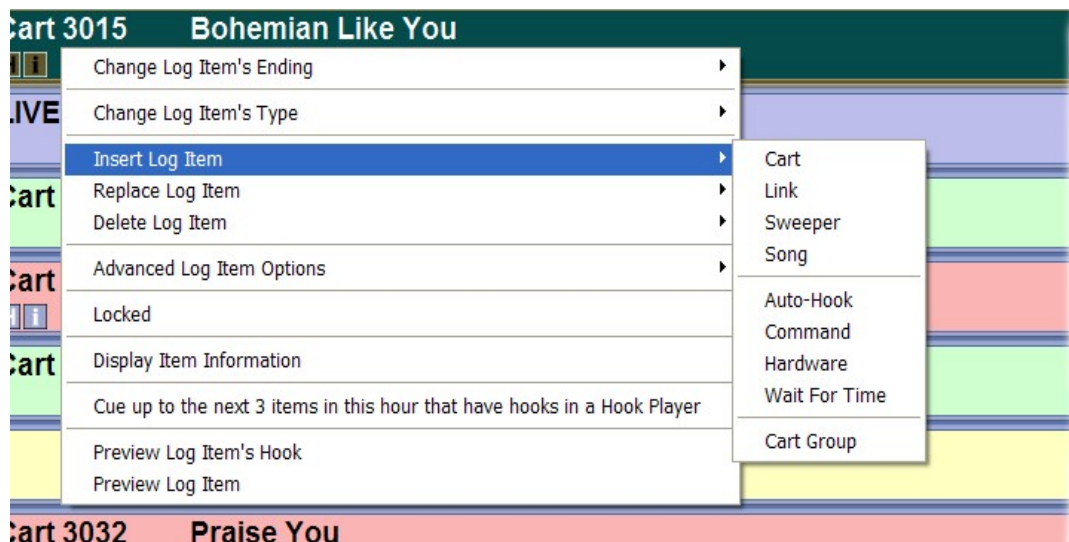 Cart 3015 Bohemian Like You
H i
Change Log Item's Ending
LIVE
Change Log Item's Type
Insert Log Item
Cart
Link
Sweeper
Song
Auto-Hook
Command
Hardware
Wait For Time
Cart Group
Cart
Replace Log Item
Delete Log Item
Cart
Advanced Log Item Options
H i
Locked
Cart
Display Item Information
Cue up to the next 3 items in this hour that have hooks in a Hook Player
Preview Log Item's Hook
Preview Log Item
Cart 3032 Praise You